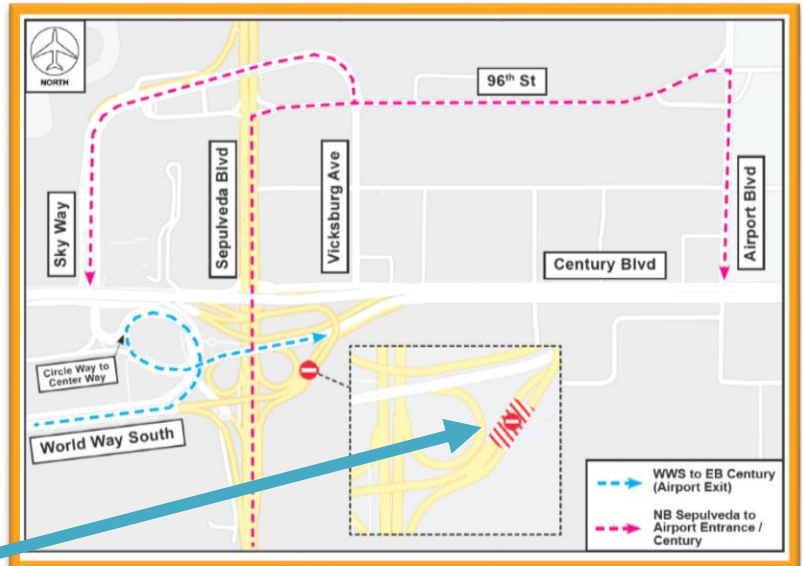 NORTH
96th St
Sky Way
Sepulveda Blvd
Vicksburg Ave
Airport Blvd
Century Blvd
Circle Way to
Center Way
World Way South
WWS to EB Century
(Airport Exit)
NB Sepulveda to
Airport Entrance /
Century